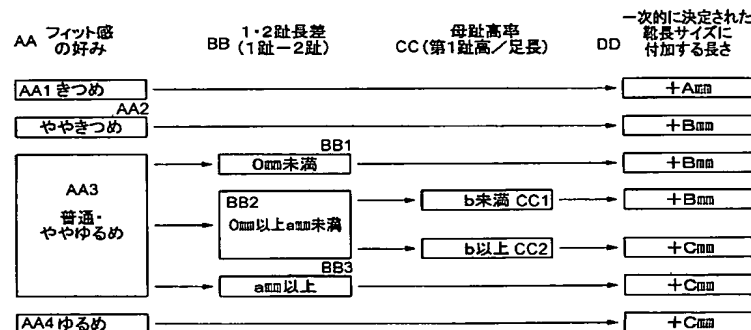 AA フィット感の好み
BB 1・2趾長差(1趾−2趾)
CC 母趾高率(第1趾高/足長)
DD 一次的に決定された靴長サイズに付加する長さ
AA1 きつめ
+Amm
AA2
ややきつめ
+Bmm
AA3
普通・
ややゆるめ
BB1
0mm未満
+Bmm
BB2
0mm以上amm未満
b未満 CC1
+Bmm
b以上 CC2
+Cmm
BB3
amm以上
+Cmm
AA4 ゆるめ
+Cmm